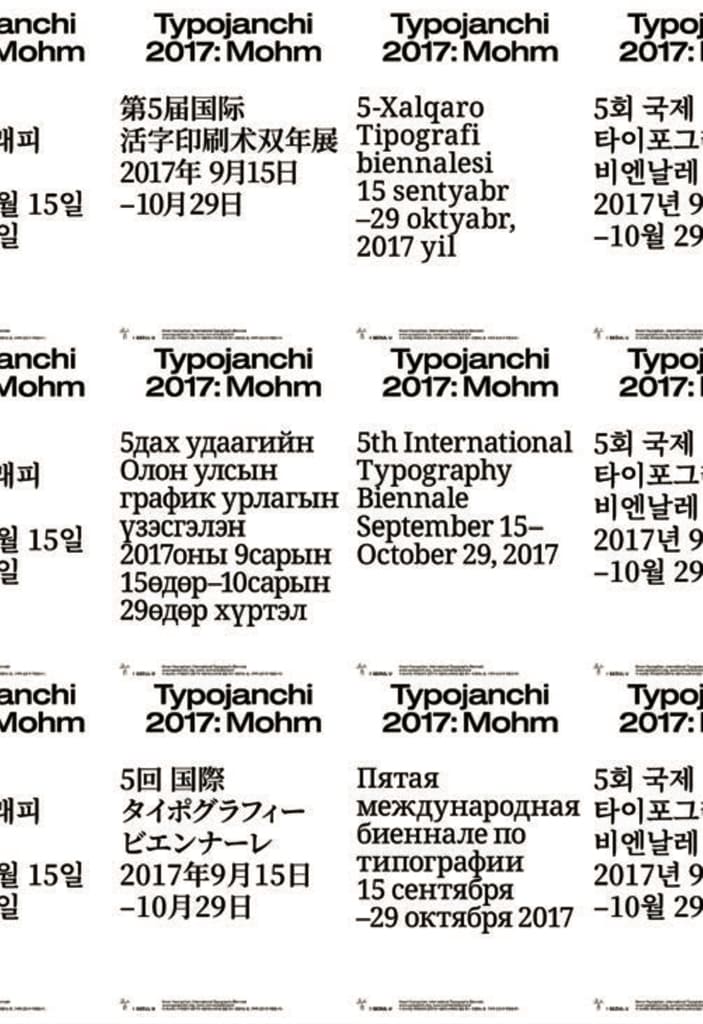 anchi
Mohm
래피
월 15일
일
Typojanchi
2017: Mohm
第5届国际
活字印刷术双年展
2017年 9月15日
–10月29日
Typojanchi
2017: Mohm
5-Xalqaro
Tipografi
biennalesi
15 sentyabr
–29 oktyabr,
2017 yil
Typoj
2017:
5회 국제
타이포그
비엔날레
2017년 9
–10월 29
anchi
Mohm
래피
월 15일
일
Typojanchi
2017: Mohm
5дах удаагийн
Олон улсын
график урлагын
үзэсгэлэн
2017оны 9сарын
15өдөр–10сарын
29өдөр хүртэл
Typojanchi
2017: Mohm
5th International
Typography
Biennale
September 15–
October 29, 2017
Typoj
2017:
5회 국제
타이포그
비엔날레
2017년 9
–10월 29
anchi
Mohm
래피
월 15일
일
Typojanchi
2017: Mohm
5回 国際
タイポグラフィー
ビエンナーレ
2017年9月15日
–10月29日
Typojanchi
2017: Mohm
Пятая
международная
биеннале по
типографии
15 сентября
–29 октября 2017
Typoj
2017:
5회 국제
타이포그
비엔날레
2017년 9
–10월 29